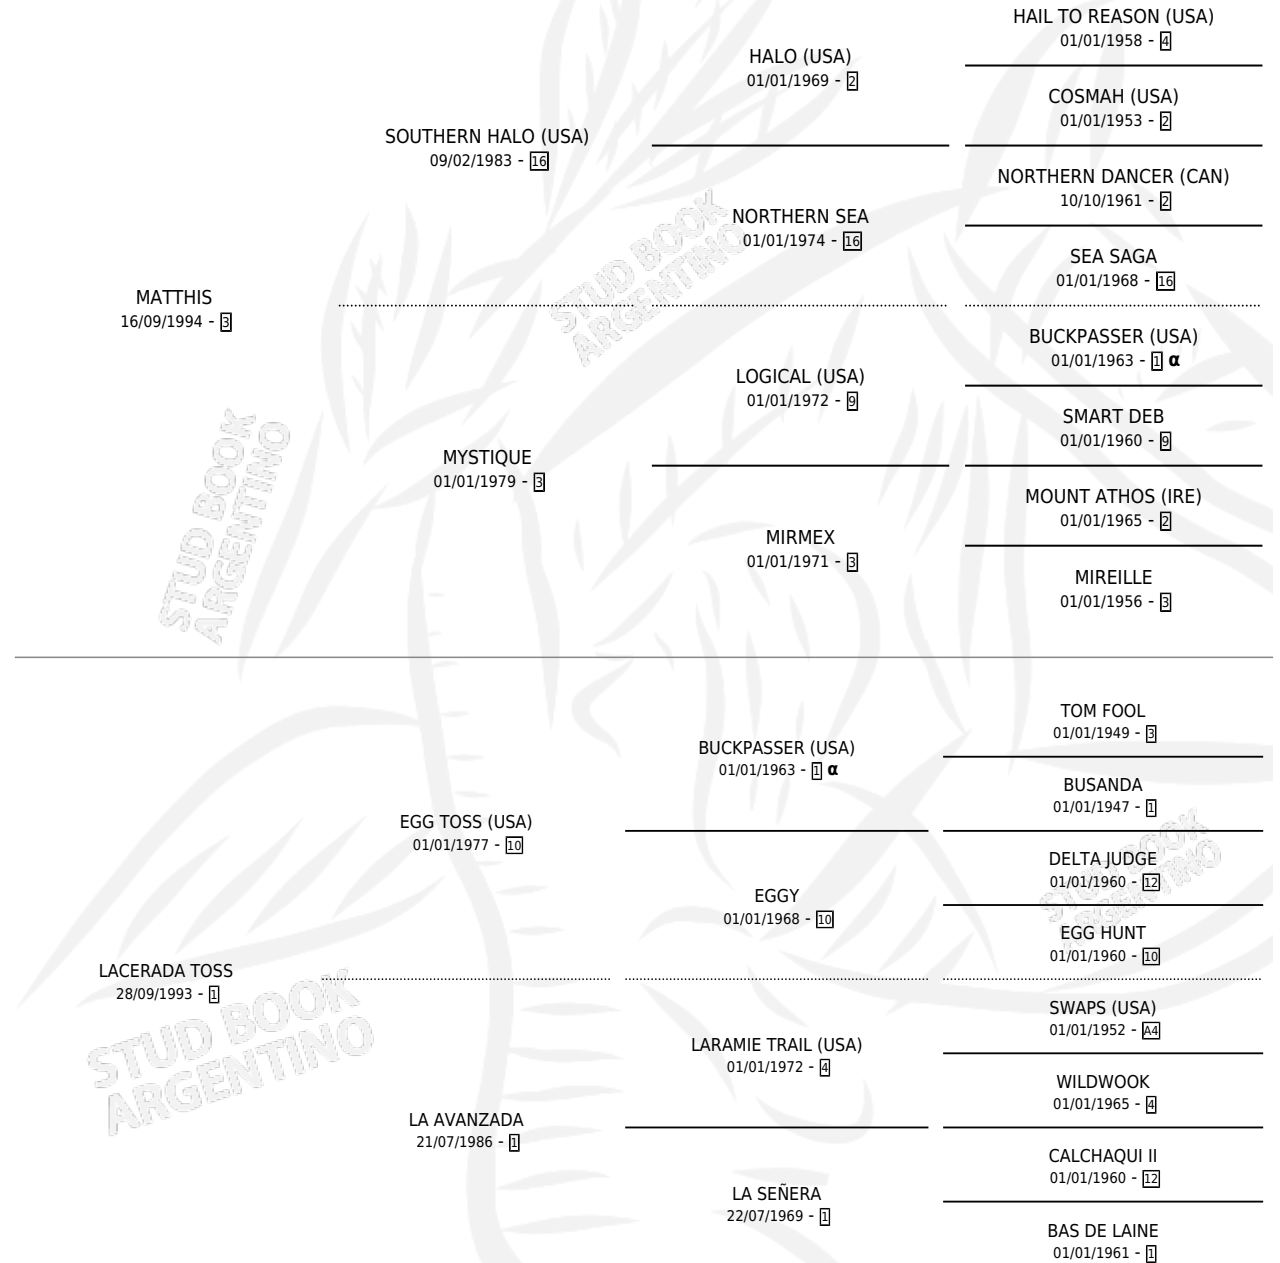 HAIL TO REASON (USA)
01/01/1958 - 4
HALO (USA)
01/01/1969 - 2
COSMAH (USA)
01/01/1953 - 2
SOUTHERN HALO (USA)
09/02/1983 - 16
NORTHERN DANCER (CAN)
10/10/1961 - 2
NORTHERN SEA
01/01/1974 - 16
SEA SAGA
01/01/1968 - 16
MATTHIS
16/09/1994 - 3
BUCKPASSER (USA)
01/01/1963 - 1 α
LOGICAL (USA)
01/01/1972 - 9
SMART DEB
01/01/1960 - 9
MYSTIQUE
01/01/1979 - 3
MOUNT ATHOS (IRE)
01/01/1965 - 2
MIRMEX
01/01/1971 - 3
MIREILLE
01/01/1956 - 3
TOM FOOL
01/01/1949 - 3
BUCKPASSER (USA)
01/01/1963 - 1 α
BUSANDA
01/01/1947 - 1
EGG TOSS (USA)
01/01/1977 - 10
DELTA JUDGE
01/01/1960 - 12
EGGY
01/01/1968 - 10
EGG HUNT
01/01/1960 - 10
LACERADA TOSS
28/09/1993 - 1
SWAPS (USA)
01/01/1952 - A4
LARAMIE TRAIL (USA)
01/01/1972 - 4
WILDWOOK
01/01/1965 - 4
LA AVANZADA
21/07/1986 - 1
CALCHAQUI II
01/01/1960 - 12
LA SEÑERA
22/07/1969 - 1
BAS DE LAINE
01/01/1961 - 1
STUD BOOK
ARGENTINO
STUD BOOK
ARGENTINO
STUD BOOK
ARGENTINO
STUD BOOK
ARGENTINO